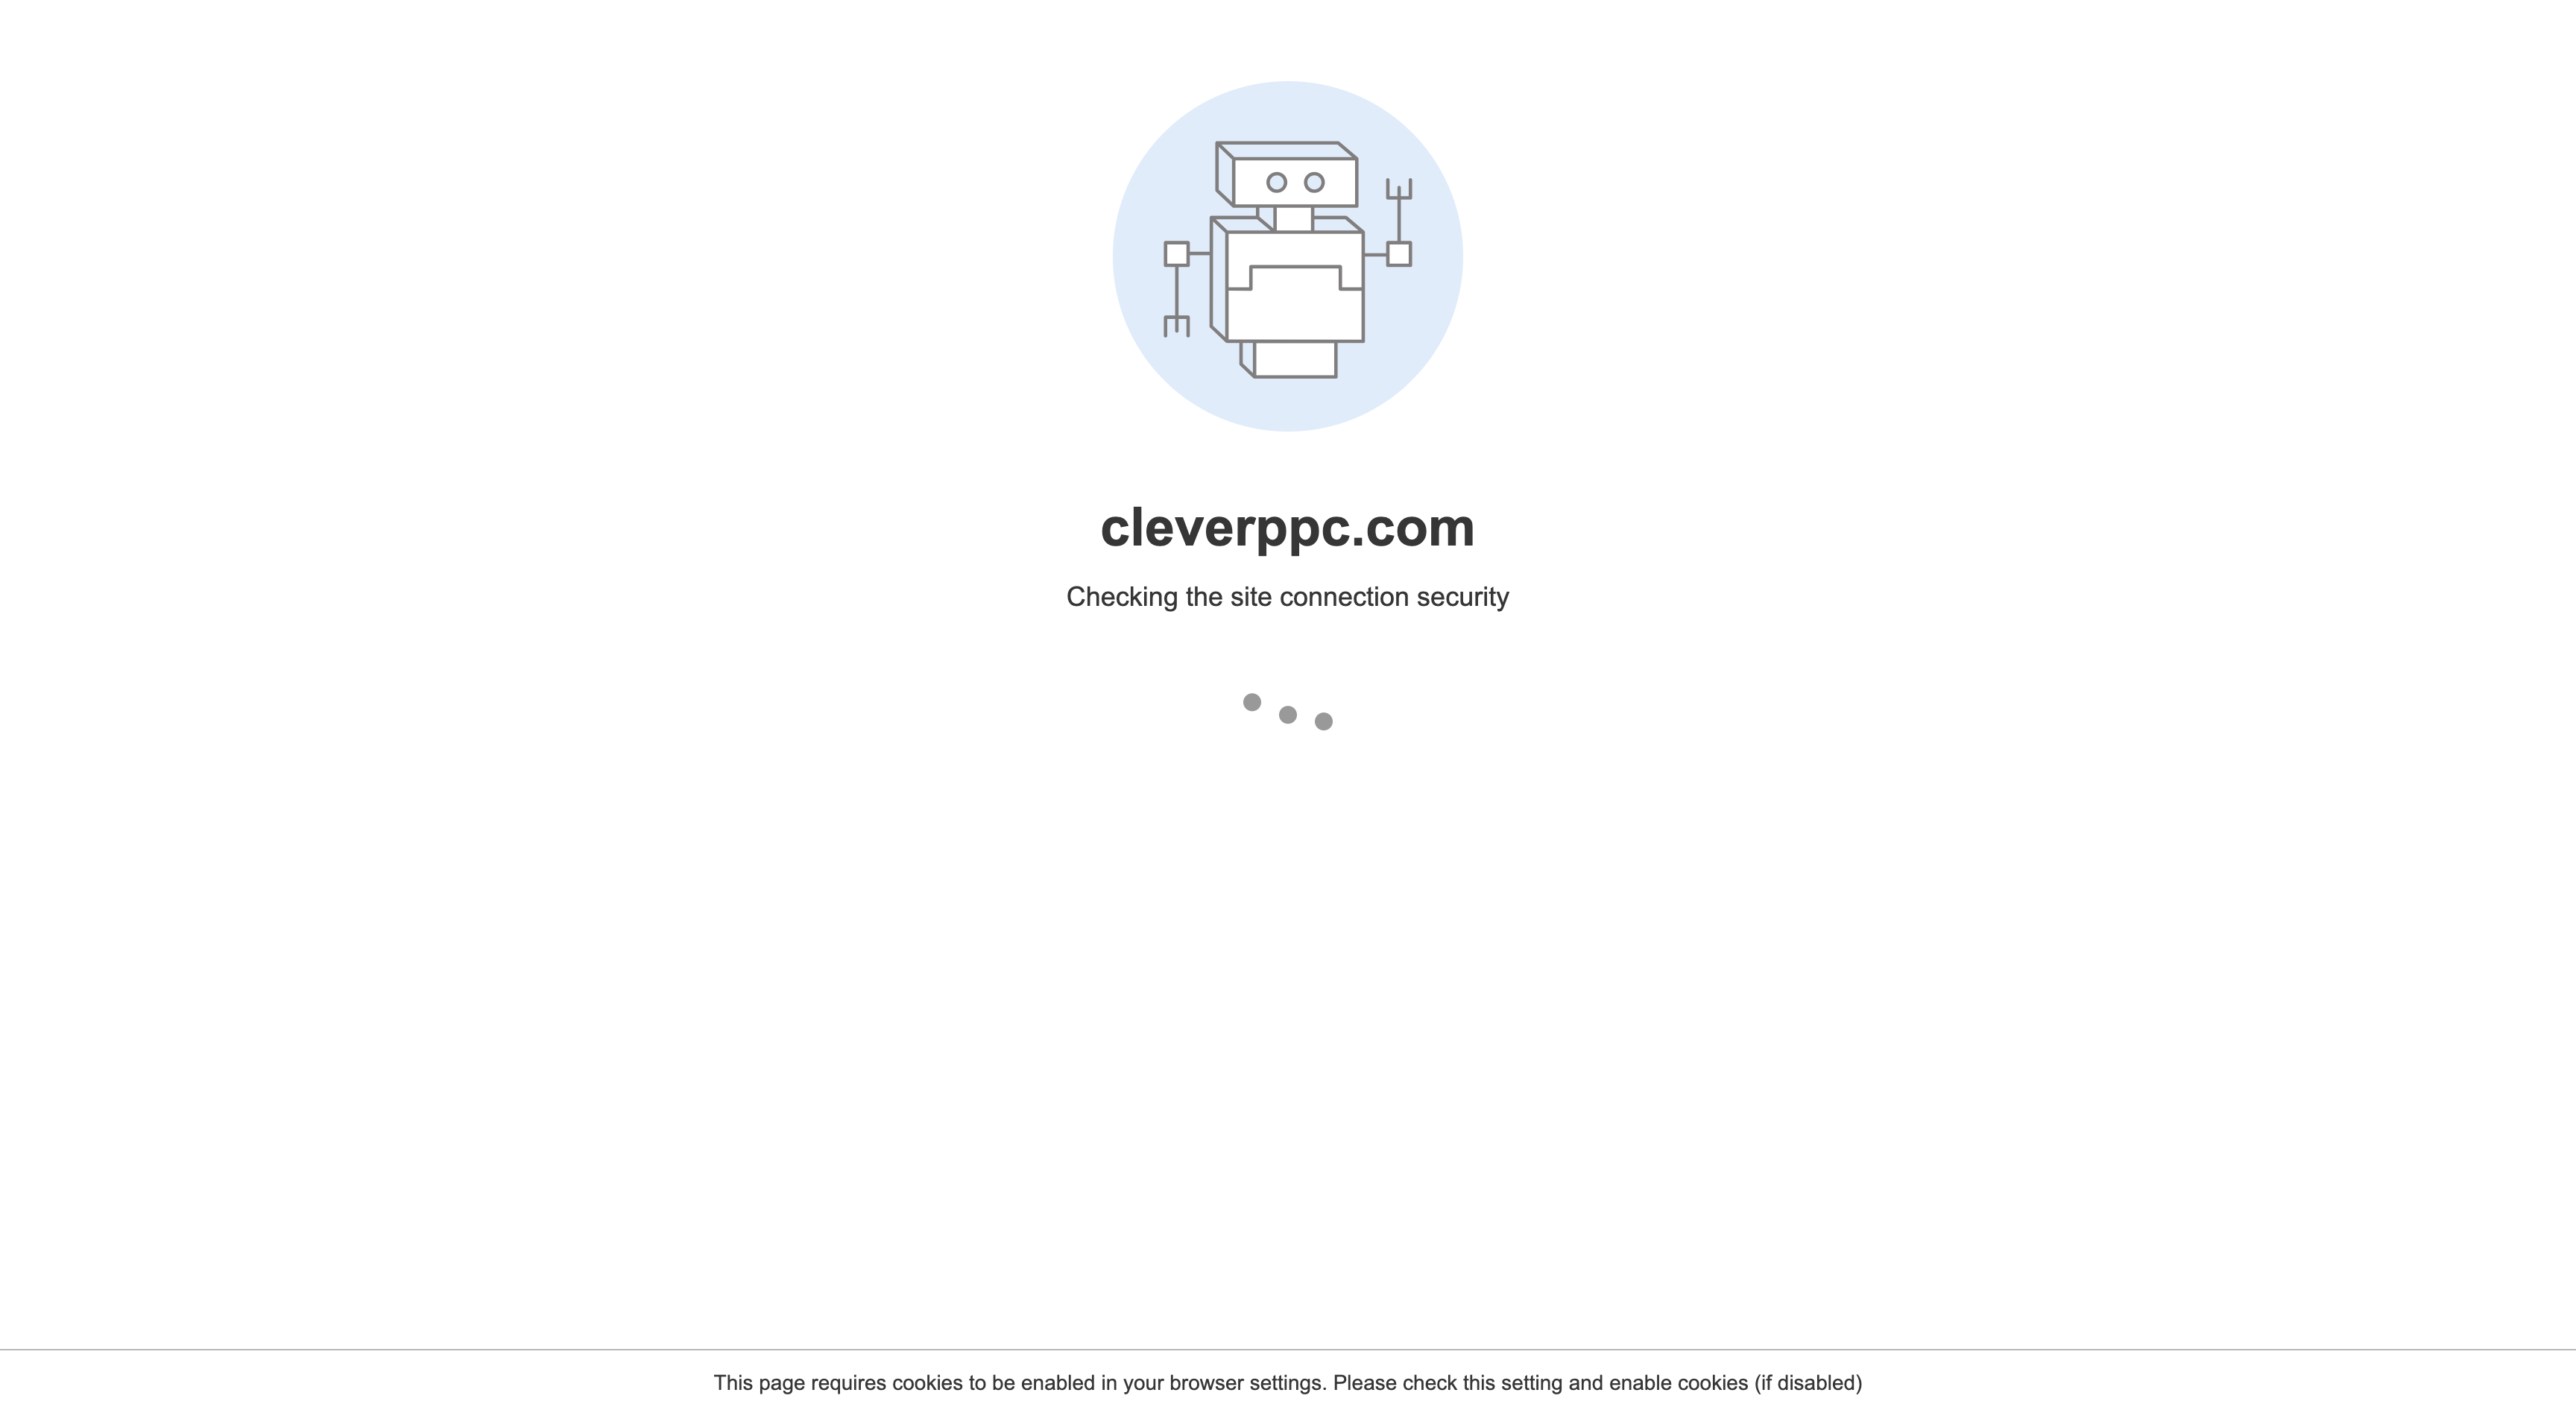 cleverppc.com
Checking the site connection security
This page requires cookies to be enabled in your browser settings. Please check this setting and enable cookies (if disabled)